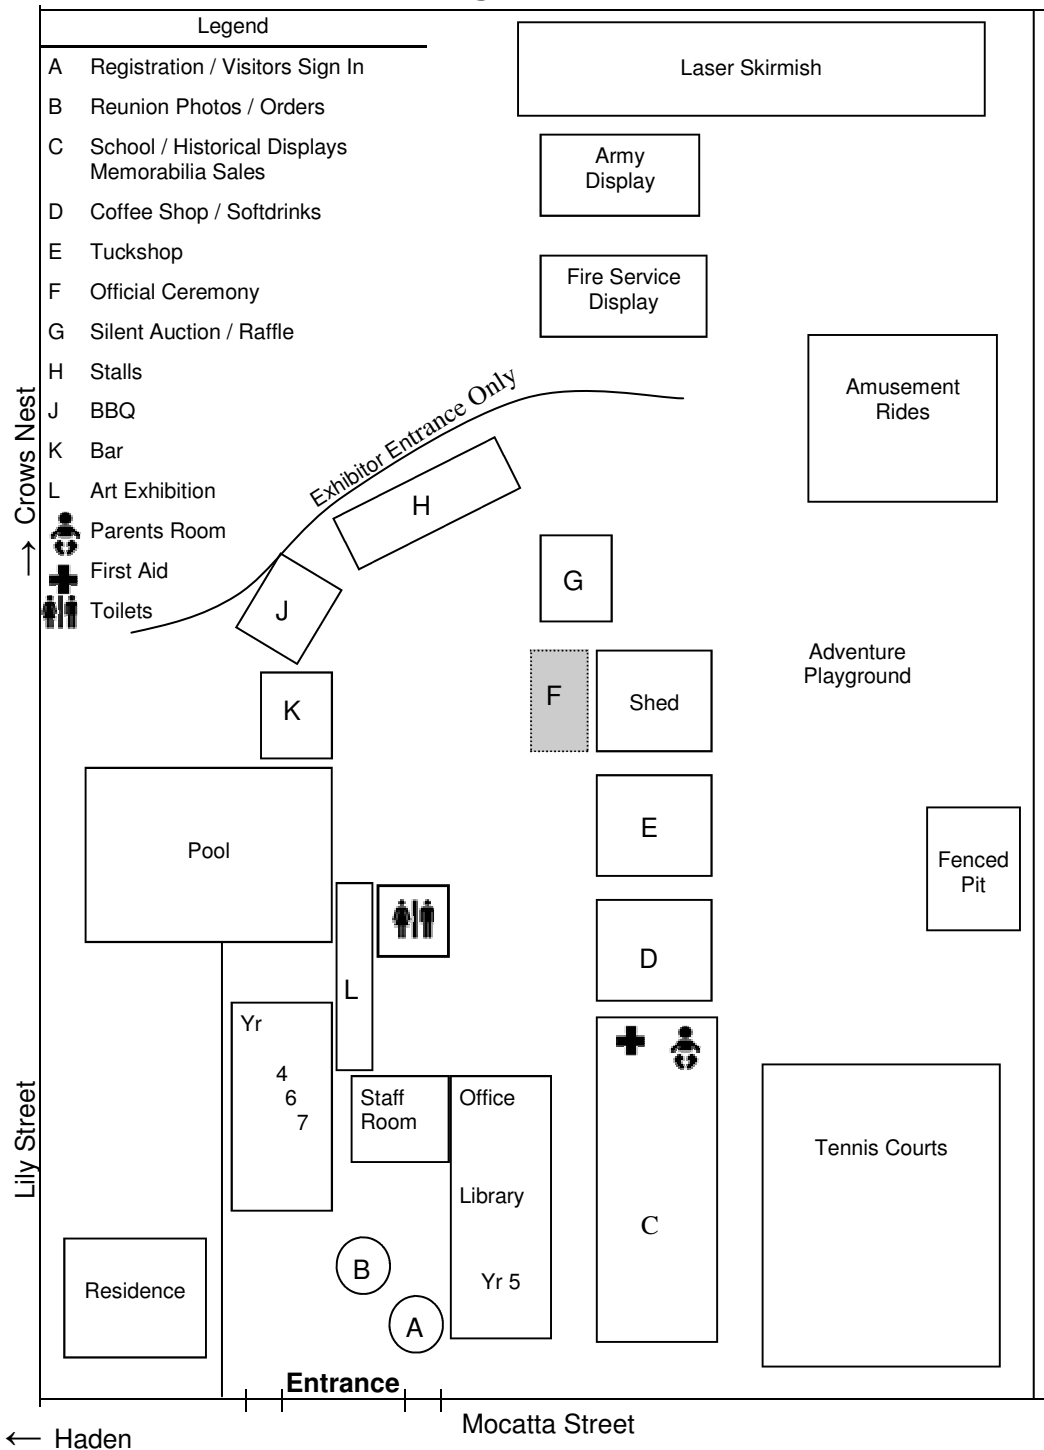 Legend
A Registration / Visitors Sign In
B Reunion Photos / Orders
C School / Historical Displays
Memorabilia Sales
D Coffee Shop / Softdrinks
E Tuckshop
F Official Ceremony
G Silent Auction / Raffle
H Stalls
J BBQ
K Bar
L Art Exhibition
Parents Room
First Aid
Toilets
Laser Skirmish
Army
Display
Fire Service
Display
Amusement
Rides
Exhibitor Entrance Only
→ Crows Nest
H
G
J
Adventure
Playground
F
Shed
K
E
Pool
Fenced
Pit
D
L
Yr
4
6
7
Staff
Room
Office
Library
Yr 5
C
Tennis Courts
Lily Street
B
A
Residence
Entrance
Mocatta Street
← Haden